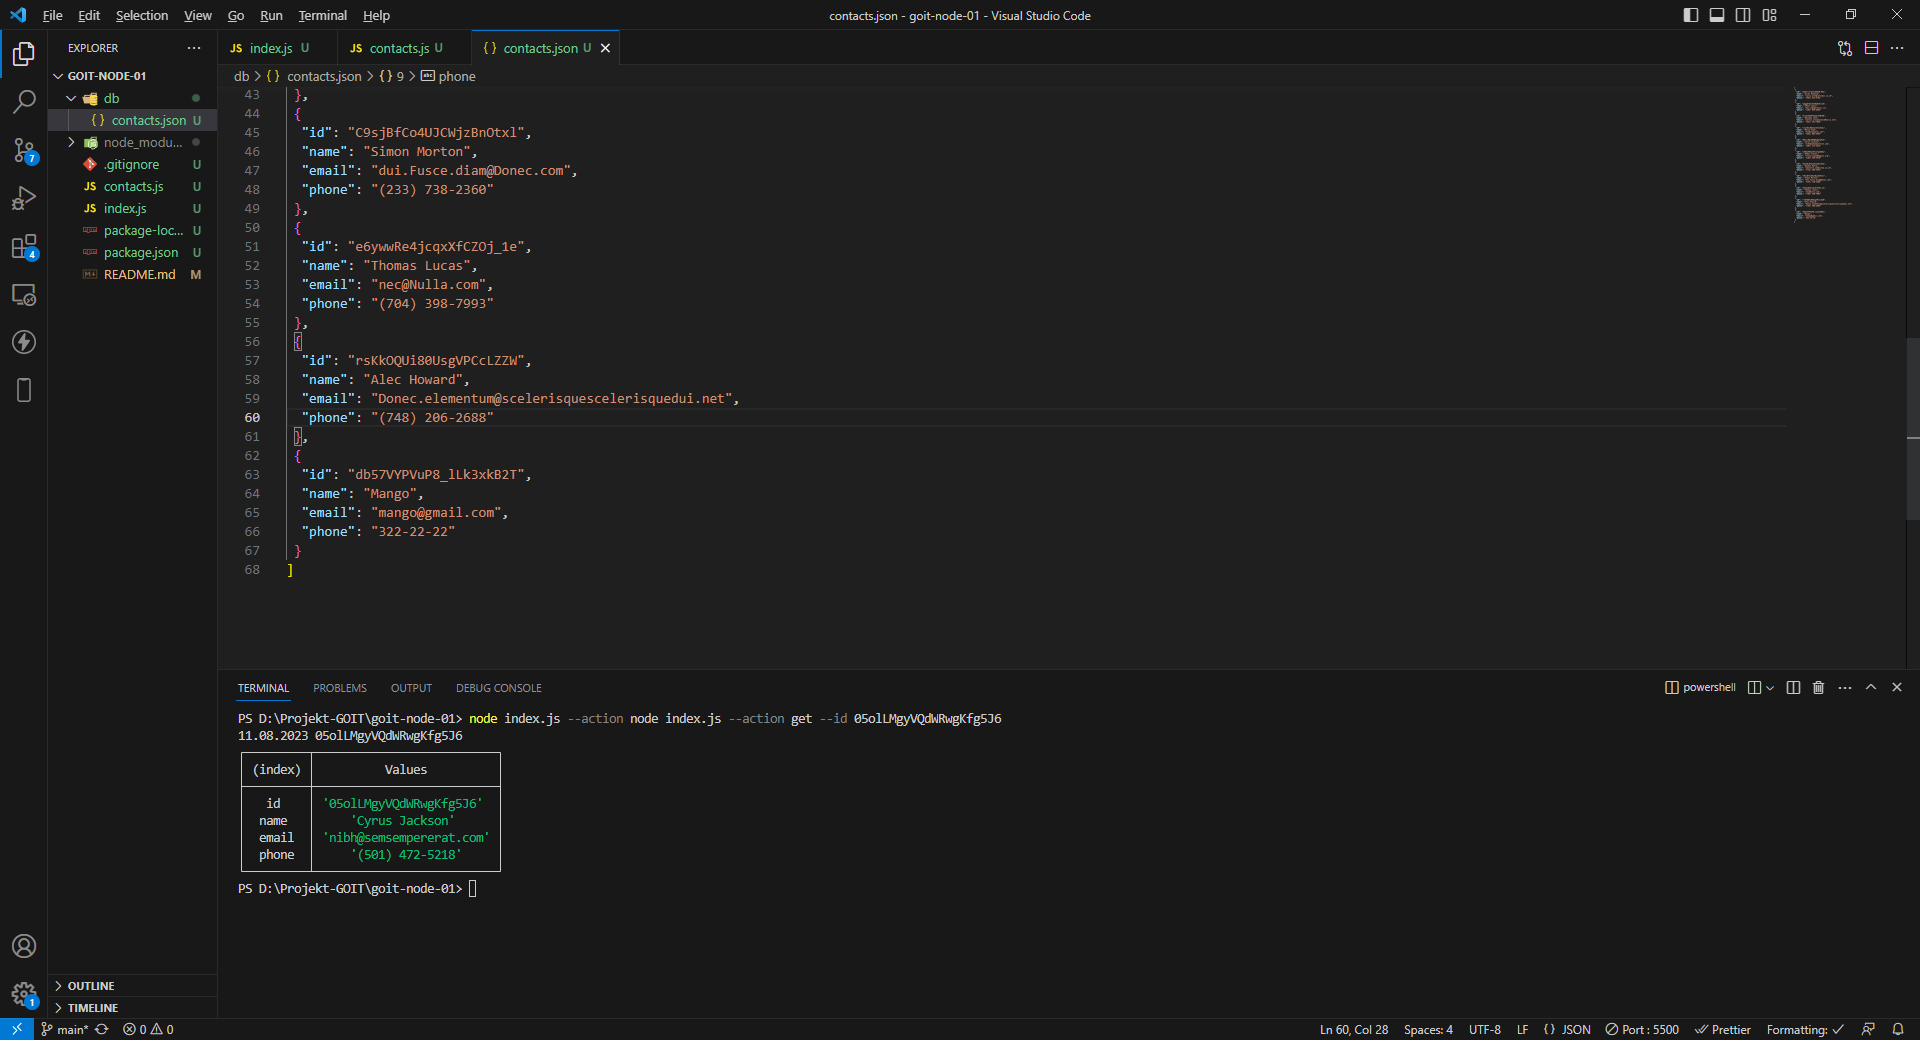 File Edit Selection View Go Run Terminal Help
contacts.json - goit-node-01 - Visual Studio Code
EXPLORER
GOIT-NODE-01
db
{ } contacts.json U
node_modu...
.gitignore U
JS contacts.js U
JS index.js U
package-loc... U
package.json U
README.md M
OUTLINE
TIMELINE
7
4
1
JS index.js U
JS contacts.js U
{ } contacts.json U
db > { } contacts.json > { } 9 > abc phone
43 },
44 {
45 "id": "C9sjBfCo4UJCWjzBnOtxl",
46 "name": "Simon Morton",
47 "email": "dui.Fusce.diam@Donec.com",
48 "phone": "(233) 738-2360"
49 },
50 {
51 "id": "e6ywwRe4jcqxXfCZOj_1e",
52 "name": "Thomas Lucas",
53 "email": "nec@Nulla.com",
54 "phone": "(704) 398-7993"
55 },
56 {
57 "id": "rsKkOQUi80UsgVPCcLZZW",
58 "name": "Alec Howard",
59 "email": "Donec.elementum@scelerisquescelerisquedui.net",
60 "phone": "(748) 206-2688"
61 },
62 {
63 "id": "db57VYPVuP8_lLk3xkB2T",
64 "name": "Mango",
65 "email": "mango@gmail.com",
66 "phone": "322-22-22"
67 }
68 ]
TERMINAL PROBLEMS OUTPUT DEBUG CONSOLE
powershell
PS D:\Projekt-GOIT\goit-node-01> node index.js --action node index.js --action get --id 05olLMgyVQdWRwgKfg5J6
11.08.2023 05olLMgyVQdWRwgKfg5J6
(index) Values
id '05olLMgyVQdWRwgKfg5J6'
name 'Cyrus Jackson'
email 'nibh@semsempererat.com'
phone '(501) 472-5218'
PS D:\Projekt-GOIT\goit-node-01>
main* 0 0
Ln 60, Col 28 Spaces: 4 UTF-8 LF { } JSON Port : 5500 Prettier Formatting: